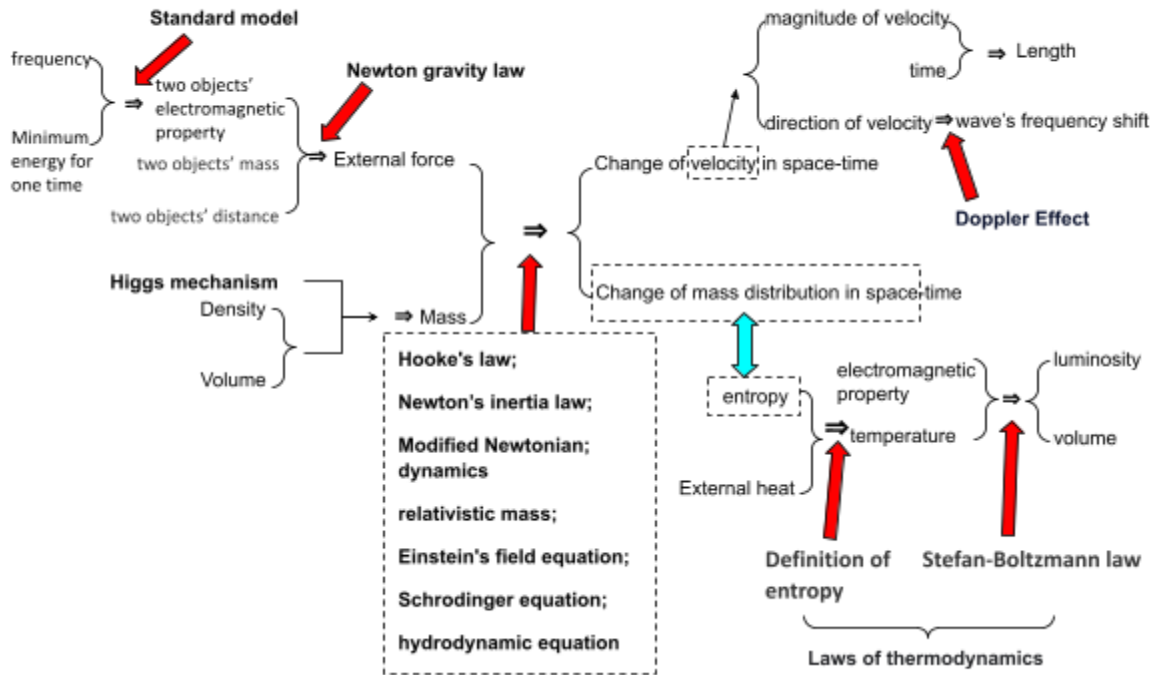 Standard model
frequency
Minimum
energy for
one time
⇒
two objects'
electromagnetic
property
two objects' mass
two objects' distance
Newton gravity law
⇒ External force
Higgs mechanism
Density
Volume
⇒ Mass
⇒
Hooke's law;
Newton's inertia law;
Modified Newtonian;
dynamics
relativistic mass;
Einstein's field equation;
Schrodinger equation;
hydrodynamic equation
magnitude of velocity
time
⇒ Length
direction of velocity ⇒ wave's frequency shift
Change of velocity in space-time
Doppler Effect
Change of mass distribution in space-time
entropy
External heat
⇒
electromagnetic
property
temperature
⇒
luminosity
volume
Definition of
entropy
Stefan-Boltzmann law
Laws of thermodynamics